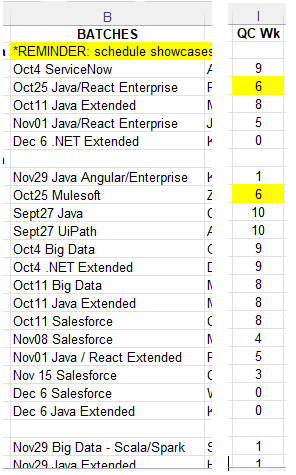 B I
BATCHES QC Wk
*REMINDER: schedule showcases
Oct4 ServiceNow A 9
Oct25 Java/React Enterprise F 6
Oct11 Java Extended 8
Nov01 Java/React Enterprise J 5
Dec 6 .NET Extended K 0
Nov29 Java Angular/Enterprise K 1
Oct25 Mulesoft Z 6
Sept27 Java 10
Sept27 UiPath A 10
Oct4 Big Data 9
Oct4 .NET Extended 9
Oct11 Big Data 8
Oct11 Java Extended 8
Oct11 Salesforce 8
Nov08 Salesforce 4
Nov01 Java / React Extended F 5
Nov 15 Salesforce 3
Dec 6 Salesforce 0
Dec 6 Java Extended K 0
Nov29 Big Data - Scala/Spark S 1
Nov29 Java Extended 1